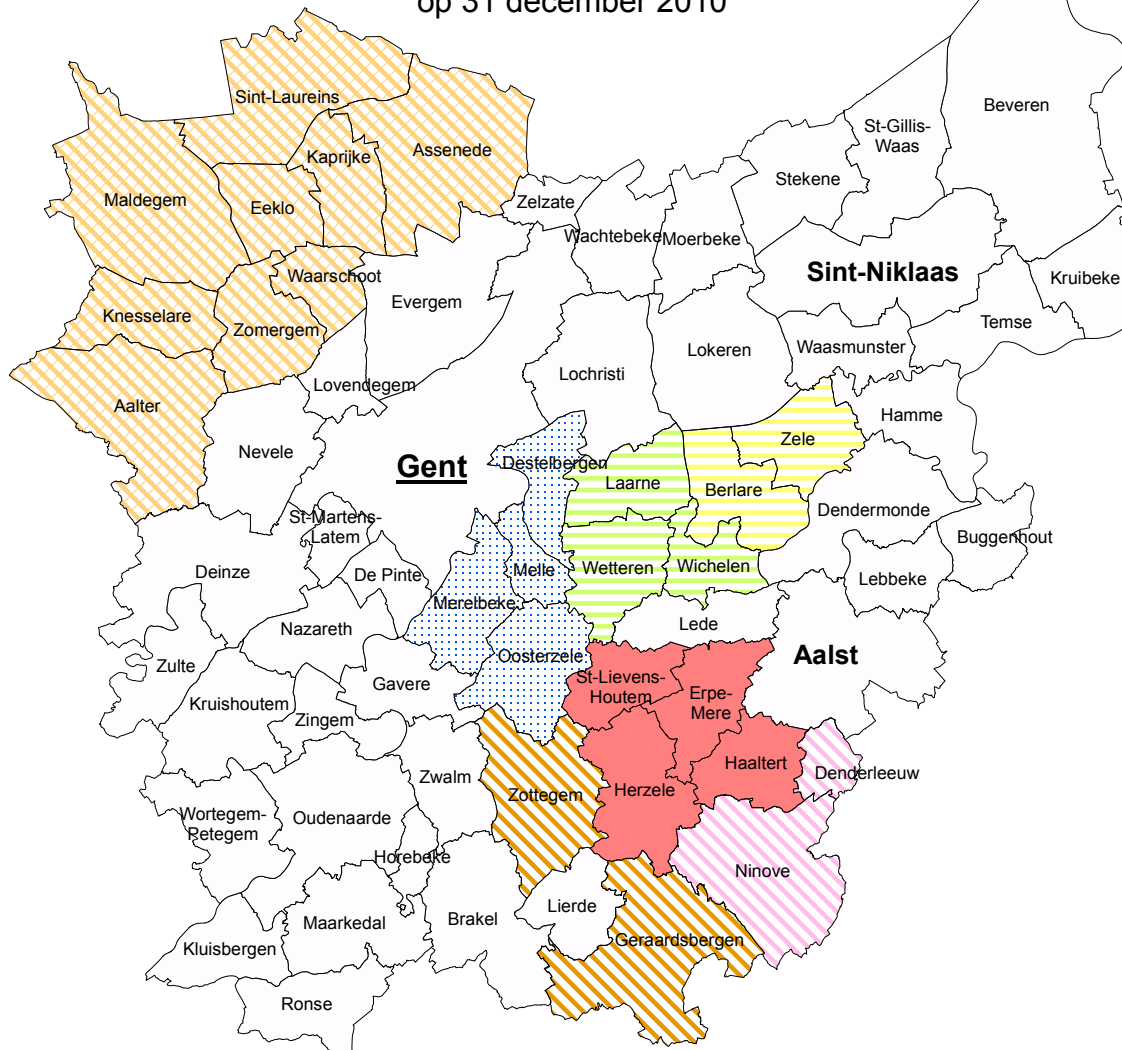 op 31 december 2010
Beveren
Sint-Laureins
St-Gillis-
Waas
Kaprijke
Assenede
Stekene
Maldegem
Eeklo
Zelzate
Wachtebeke
Moerbeke
Waarschoot
Sint-Niklaas
Kruibeke
Evergem
Knesselare
Zomergem
Temse
Lokeren
Waasmunster
Lochristi
Lovendegem
Aalter
Hamme
Zele
Nevele
Gent
Destelbergen
Laarne
Berlare
Dendermonde
St-Martens-
Latem
Buggenhout
Deinze
De Pinte
Melle
Wetteren
Wichelen
Lebbeke
Merelbeke
Nazareth
Lede
Oosterzele
Aalst
Zulte
Gavere
St-Lievens-
Houtem
Erpe-
Mere
Kruishoutem
Zingem
Haaltert
Denderleeuw
Zwalm
Zottegem
Herzele
Wortegem-
Petegem
Oudenaarde
Horebeke
Ninove
Lierde
Maarkedal
Brakel
Geraardsbergen
Kluisbergen
Ronse